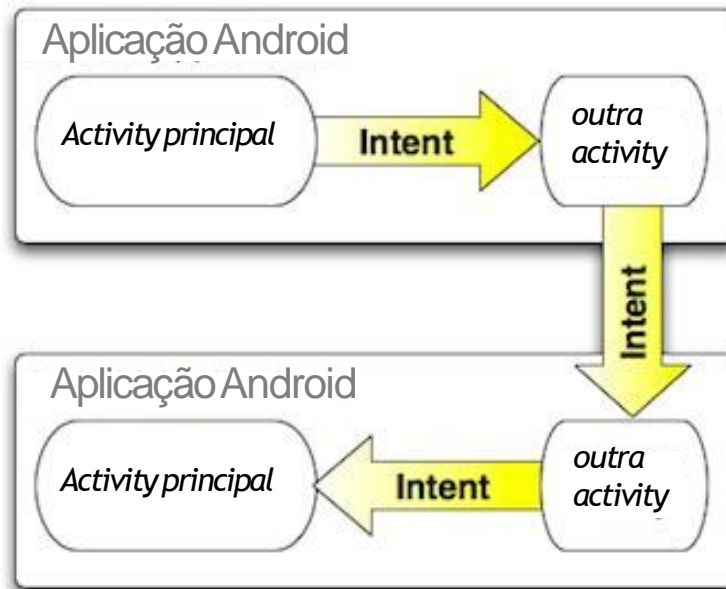 Aplicação Android
Activity principal
Intent
outra
activity
Intent
Aplicação Android
Activity principal
Intent
outra
activity